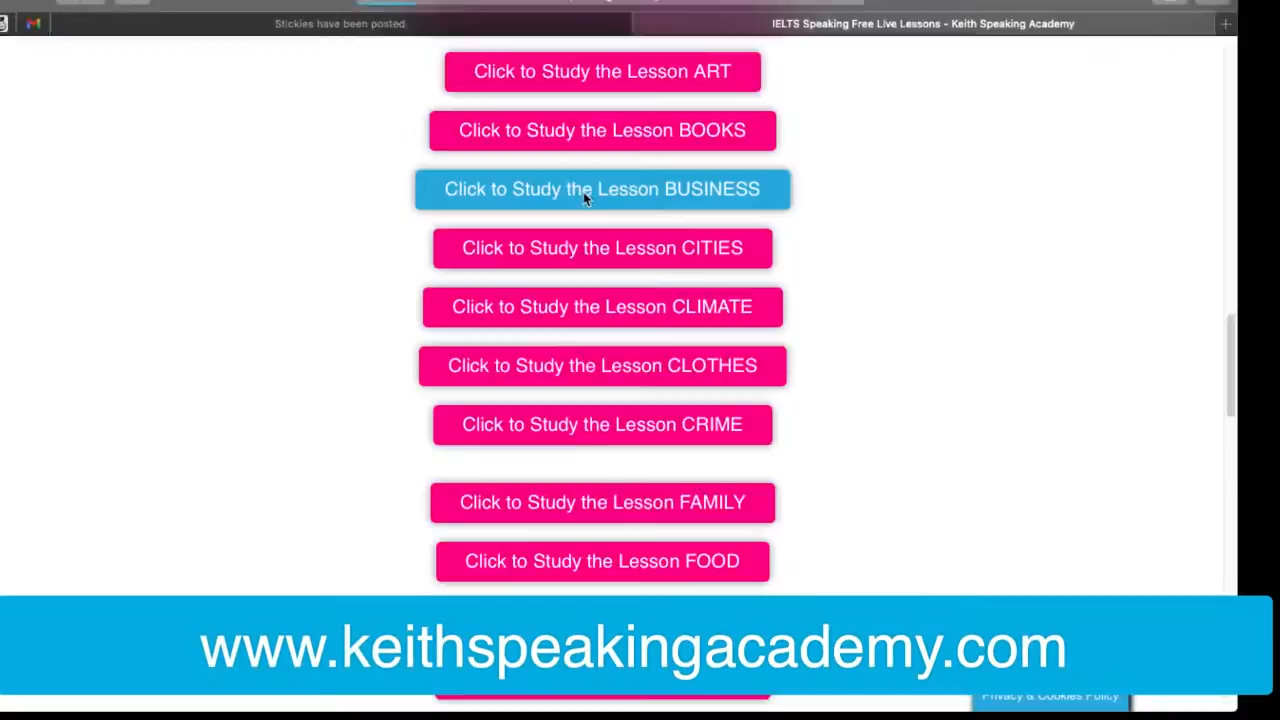 Stickies have been posted
IELTS Speaking Free Live Lessons - Keith Speaking Academy
Click to Study the Lesson ART
Click to Study the Lesson BOOKS
Click to Study the Lesson BUSINESS
Click to Study the Lesson CITIES
Click to Study the Lesson CLIMATE
Click to Study the Lesson CLOTHES
Click to Study the Lesson CRIME
Click to Study the Lesson FAMILY
Click to Study the Lesson FOOD
www.keithspeakingacademy.com
Privacy & Cookies Policy